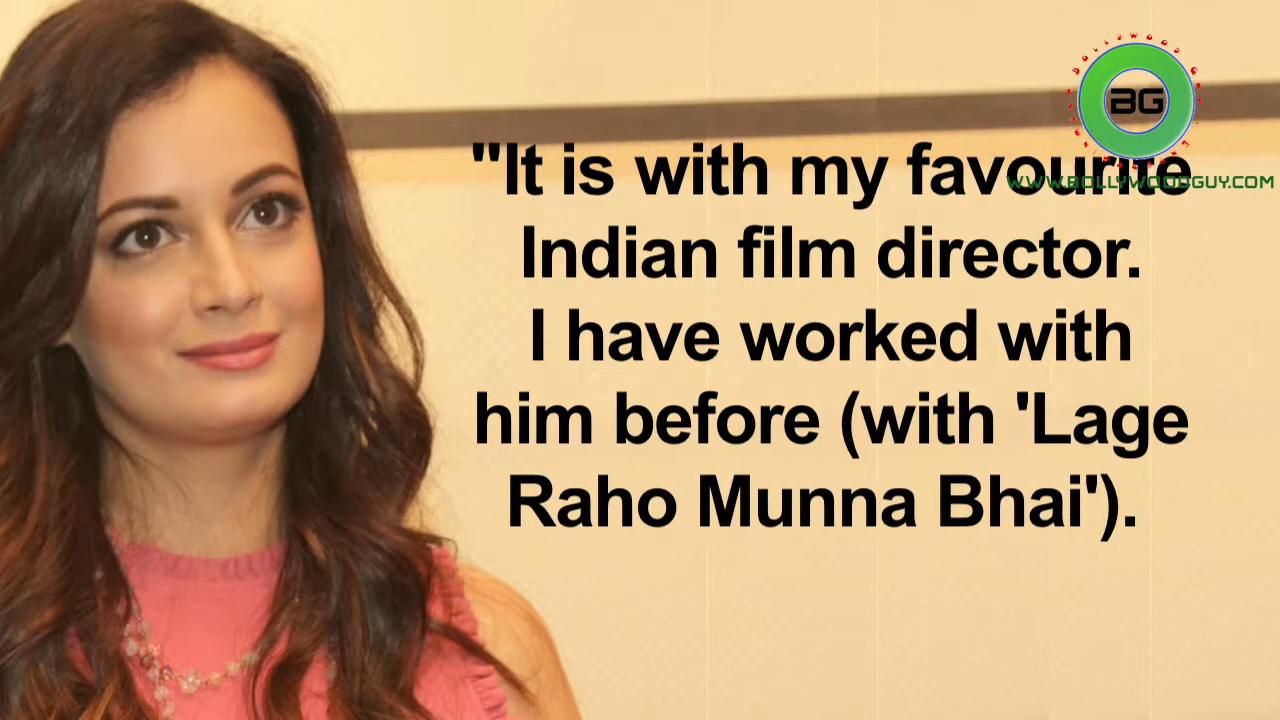 BOLLYWOOD G
BG
WWW.BOLLYWOODGUY.COM
"It is with my favourite
Indian film director.
I have worked with
him before (with 'Lage
Raho Munna Bhai').